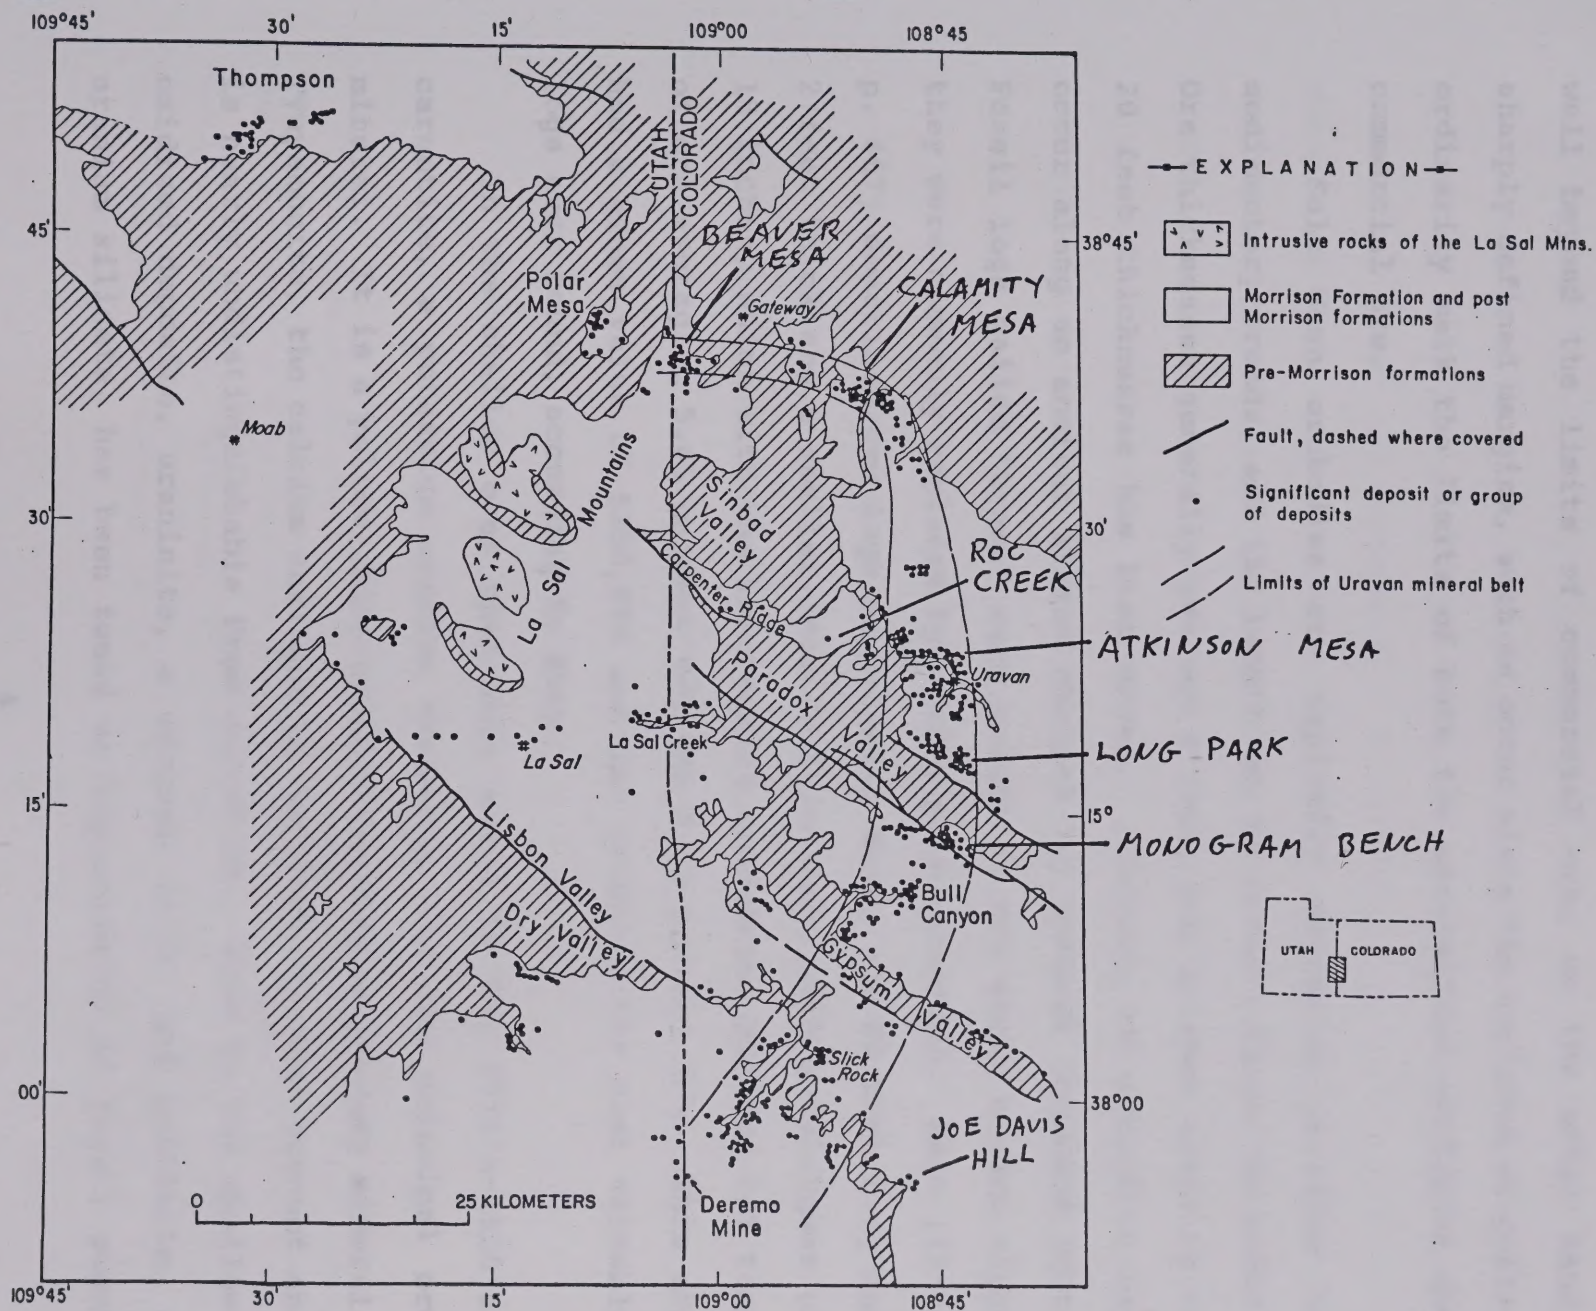 109°45'
30'
15'
109°00'
108°45'
Thompson
UTAH
COLORADO
45'
38°45'
BEAVER
MESA
Polar
Mesa
Gateway
CALAMITY
MESA
Moab
La Sal Mountains
30'
30'
Sinbad
Valley
ROC
CREEK
Carpenter Ridge
ATKINSON MESA
Paradox
Valley
Uravan
La Sal Creek
La Sal
LONG PARK
15'
15°
Lisbon Valley
MONOGRAM BENCH
Dry Valley
Bull
Canyon
Gypsum
Valley
Slick
Rock
00'
38°00'
JOE DAVIS
HILL
Deremo
Mine
0
25 KILOMETERS
109°45'
30'
15'
109°00'
108°45'
EXPLANATION
Intrusive rocks of the La Sal Mtns.
Morrison Formation and post
Morrison formations
Pre-Morrison formations
Fault, dashed where covered
Significant deposit or group
of deposits
Limits of Uravan mineral belt
UTAH
COLORADO